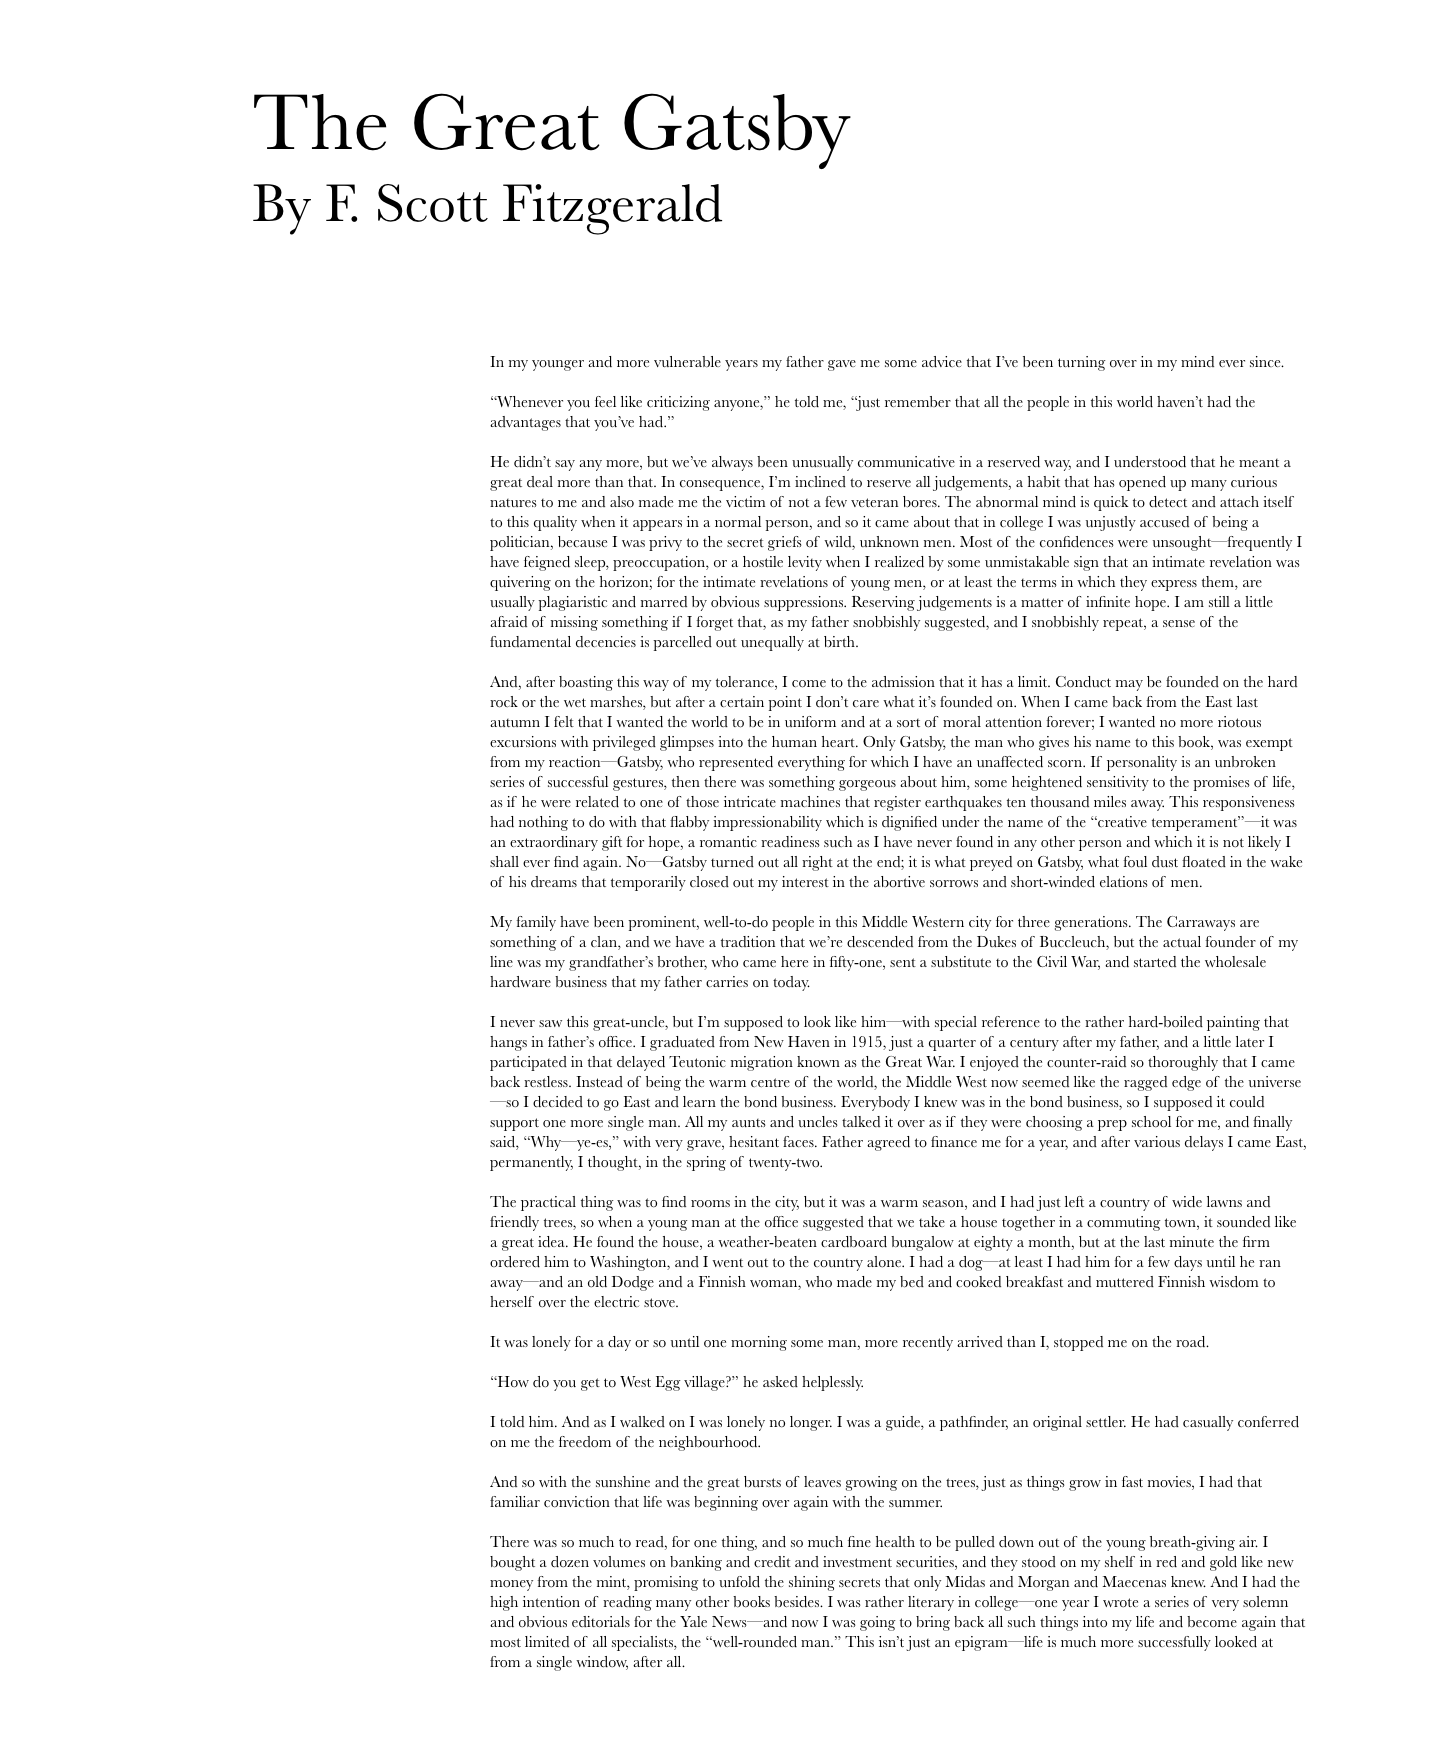 The Great Gatsby
By F. Scott Fitzgerald
In my younger and more vulnerable years my father gave me some advice that I’ve been turning over in my mind ever since.
“Whenever you feel like criticizing anyone,” he told me, “just remember that all the people in this world haven’t had the
advantages that you’ve had.”
He didn’t say any more, but we’ve always been unusually communicative in a reserved way, and I understood that he meant a
great deal more than that. In consequence, I’m inclined to reserve all judgements, a habit that has opened up many curious
natures to me and also made me the victim of not a few veteran bores. The abnormal mind is quick to detect and attach itself
to this quality when it appears in a normal person, and so it came about that in college I was unjustly accused of being a
politician, because I was privy to the secret griefs of wild, unknown men. Most of the confidences were unsought—frequently I
have feigned sleep, preoccupation, or a hostile levity when I realized by some unmistakable sign that an intimate revelation was
quivering on the horizon; for the intimate revelations of young men, or at least the terms in which they express them, are
usually plagiaristic and marred by obvious suppressions. Reserving judgements is a matter of infinite hope. I am still a little
afraid of missing something if I forget that, as my father snobbishly suggested, and I snobbishly repeat, a sense of the
fundamental decencies is parcelled out unequally at birth.
And, after boasting this way of my tolerance, I come to the admission that it has a limit. Conduct may be founded on the hard
rock or the wet marshes, but after a certain point I don’t care what it’s founded on. When I came back from the East last
autumn I felt that I wanted the world to be in uniform and at a sort of moral attention forever; I wanted no more riotous
excursions with privileged glimpses into the human heart. Only Gatsby, the man who gives his name to this book, was exempt
from my reaction—Gatsby, who represented everything for which I have an unaffected scorn. If personality is an unbroken
series of successful gestures, then there was something gorgeous about him, some heightened sensitivity to the promises of life,
as if he were related to one of those intricate machines that register earthquakes ten thousand miles away. This responsiveness
had nothing to do with that flabby impressionability which is dignified under the name of the “creative temperament”—it was
an extraordinary gift for hope, a romantic readiness such as I have never found in any other person and which it is not likely I
shall ever find again. No—Gatsby turned out all right at the end; it is what preyed on Gatsby, what foul dust floated in the wake
of his dreams that temporarily closed out my interest in the abortive sorrows and short-winded elations of men.
My family have been prominent, well-to-do people in this Middle Western city for three generations. The Carraways are
something of a clan, and we have a tradition that we’re descended from the Dukes of Buccleuch, but the actual founder of my
line was my grandfather’s brother, who came here in fifty-one, sent a substitute to the Civil War, and started the wholesale
hardware business that my father carries on today.
I never saw this great-uncle, but I’m supposed to look like him—with special reference to the rather hard-boiled painting that
hangs in father’s office. I graduated from New Haven in 1915, just a quarter of a century after my father, and a little later I
participated in that delayed Teutonic migration known as the Great War. I enjoyed the counter-raid so thoroughly that I came
back restless. Instead of being the warm centre of the world, the Middle West now seemed like the ragged edge of the universe
—so I decided to go East and learn the bond business. Everybody I knew was in the bond business, so I supposed it could
support one more single man. All my aunts and uncles talked it over as if they were choosing a prep school for me, and finally
said, “Why—ye-es,” with very grave, hesitant faces. Father agreed to finance me for a year, and after various delays I came East,
permanently, I thought, in the spring of twenty-two.
The practical thing was to find rooms in the city, but it was a warm season, and I had just left a country of wide lawns and
friendly trees, so when a young man at the office suggested that we take a house together in a commuting town, it sounded like
a great idea. He found the house, a weather-beaten cardboard bungalow at eighty a month, but at the last minute the firm
ordered him to Washington, and I went out to the country alone. I had a dog—at least I had him for a few days until he ran
away—and an old Dodge and a Finnish woman, who made my bed and cooked breakfast and muttered Finnish wisdom to
herself over the electric stove.
It was lonely for a day or so until one morning some man, more recently arrived than I, stopped me on the road.
“How do you get to West Egg village?” he asked helplessly.
I told him. And as I walked on I was lonely no longer. I was a guide, a pathfinder, an original settler. He had casually conferred
on me the freedom of the neighbourhood.
And so with the sunshine and the great bursts of leaves growing on the trees, just as things grow in fast movies, I had that
familiar conviction that life was beginning over again with the summer.
There was so much to read, for one thing, and so much fine health to be pulled down out of the young breath-giving air. I
bought a dozen volumes on banking and credit and investment securities, and they stood on my shelf in red and gold like new
money from the mint, promising to unfold the shining secrets that only Midas and Morgan and Maecenas knew. And I had the
high intention of reading many other books besides. I was rather literary in college—one year I wrote a series of very solemn
and obvious editorials for the Yale News—and now I was going to bring back all such things into my life and become again that
most limited of all specialists, the “well-rounded man.” This isn’t just an epigram—life is much more successfully looked at
from a single window, after all.